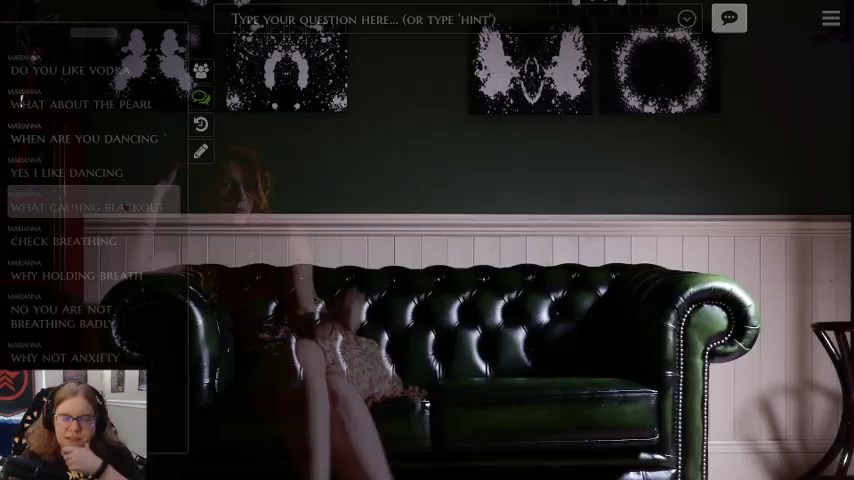 Type your question here... (or type 'hint')
MARIANNA
DO YOU LIKE VODKA
MARIANNA
WHAT ABOUT THE PEARL
MARIANNA
WHEN ARE YOU DANCING
MARIANNA
YES I LIKE DANCING
MARIANNA
WHAT CAUSING BLACKOUT
MARIANNA
CHECK BREATHING
MARIANNA
WHY HOLDING BREATH
MARIANNA
NO YOU ARE NOT
BREATHING BADLY
MARIANNA
WHY NOT ANXIETY